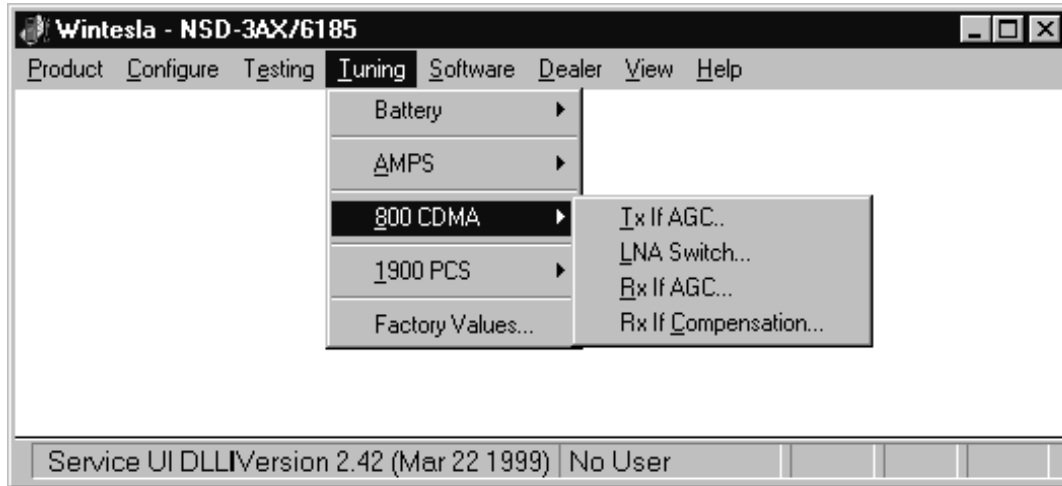 Wintesla - NSD-3AX/6185
Product Configure Testing Tuning Software Dealer View Help
Battery
AMPS
800 CDMA
1900 PCS
Factory Values...
Tx If AGC..
LNA Switch...
Rx If AGC...
Rx If Compensation...
Service UI DLLIVersion 2.42 (Mar 22 1999) No User